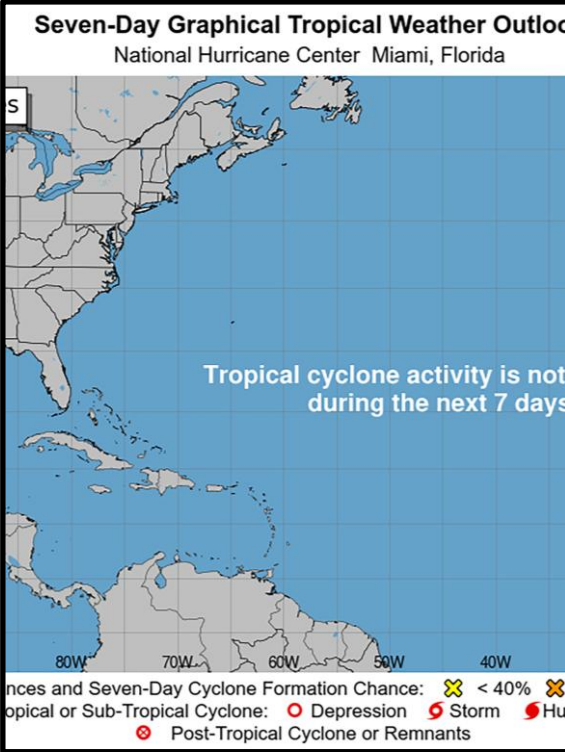 Seven-Day Graphical Tropical Weather Outloo
National Hurricane Center Miami, Florida
es
Tropical cyclone activity is not
during the next 7 days
80W 70W 60W 50W 40W
nces and Seven-Day Cyclone Formation Chance: < 40%
opical or Sub-Tropical Cyclone: Depression Storm Hu
Post-Tropical Cyclone or Remnants